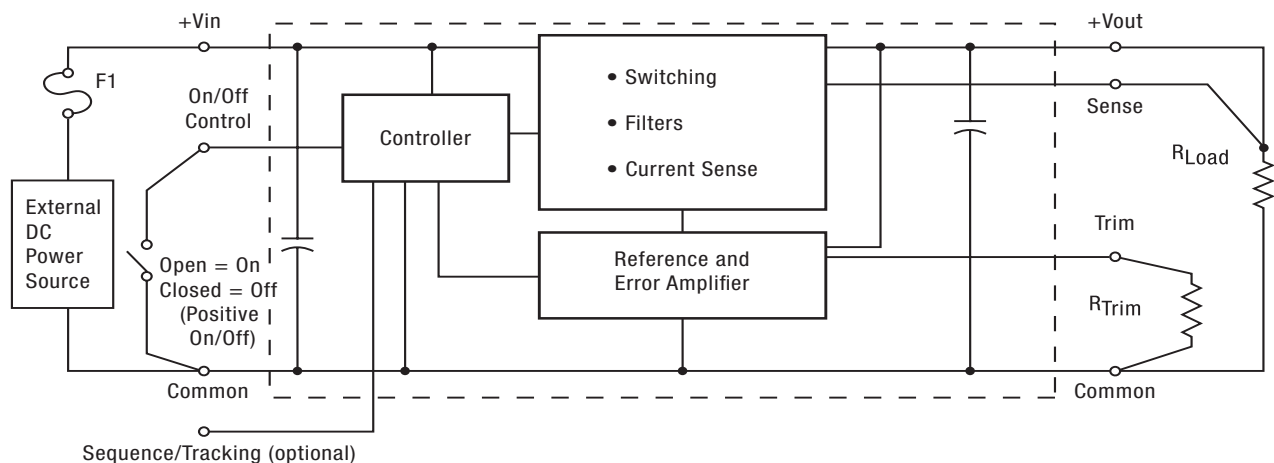 +Vin
+Vout
F1
On/Off
Control
Controller
• Switching
• Filters
• Current Sense
Sense
RLoad
External
DC
Power
Source
Open = On
Closed = Off
(Positive
On/Off)
Reference and
Error Amplifier
Trim
RTrim
Common
Common
Sequence/Tracking (optional)